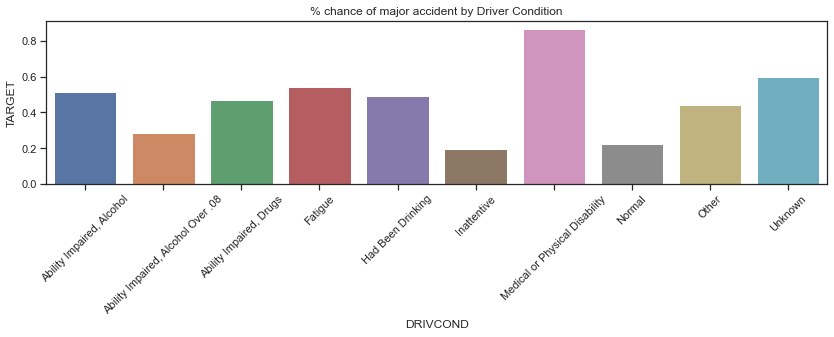 % chance of major accident by Driver Condition
TARGET
0.8
0.6
0.4
0.2
0.0
Ability Impaired, Alcohol
Ability Impaired, Alcohol Over .08
Ability Impaired, Drugs
Fatigue
Had Been Drinking
Inattentive
Medical or Physical Disability
Normal
Other
Unknown
DRIVCOND